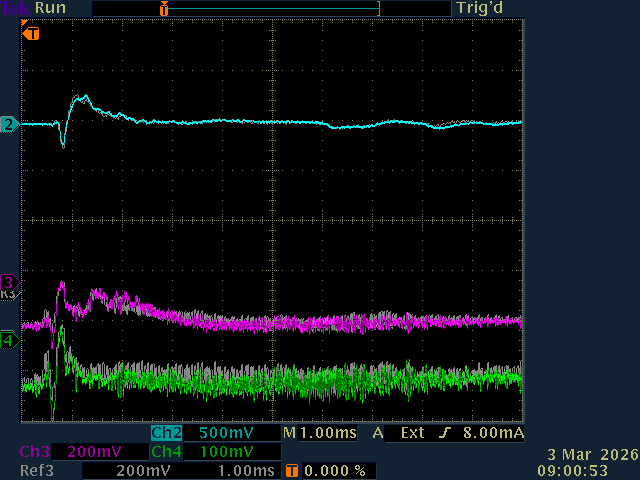 Tek Run Trig'd
T
T
2
3
R3
4
Ch2 500mV M 1.00ms A Ext 8.00mA
Ch3 200mV Ch4 100mV
Ref3 200mV 1.00ms T 0.000 %
3 Mar 2026
09:00:53